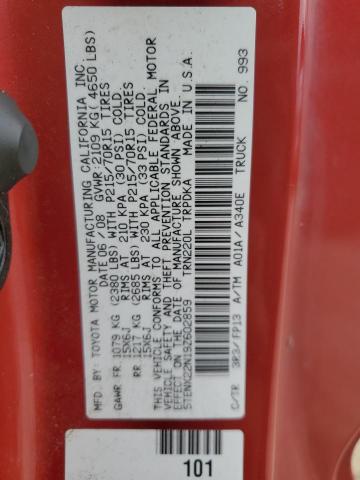 MFD. BY: TOYOTA MOTOR MANUFACTURING CALIFORNIA INC.
DATE 06 / 08 GVWR: 2109 KG( 4650 LBS)
GAWR FR 1079 KG (2380 LBS) WITH P215/70R15 TIRES
15X6J RIMS AT 210 KPA (30 PSI) COLD
RR 1217 KG (2685 LBS) WITH P215/70R15 TIRES
15X6J RIMS AT 230 KPA (33 PSI) COLD
THIS VEHICLE CONFORMS TO ALL APPLICABLE FEDERAL MOTOR
VEHICLE SAFETY AND THEFT PREVENTION STANDARDS IN
EFFECT ON THE DATE OF MANUFACTURE SHOWN ABOVE.
5TENX22N19Z602859 TRN220L TRPDKA MADE IN U.S.A.
C/TR 3R3/FP13 A/TM A01A/A340E TRUCK NO. 993
101